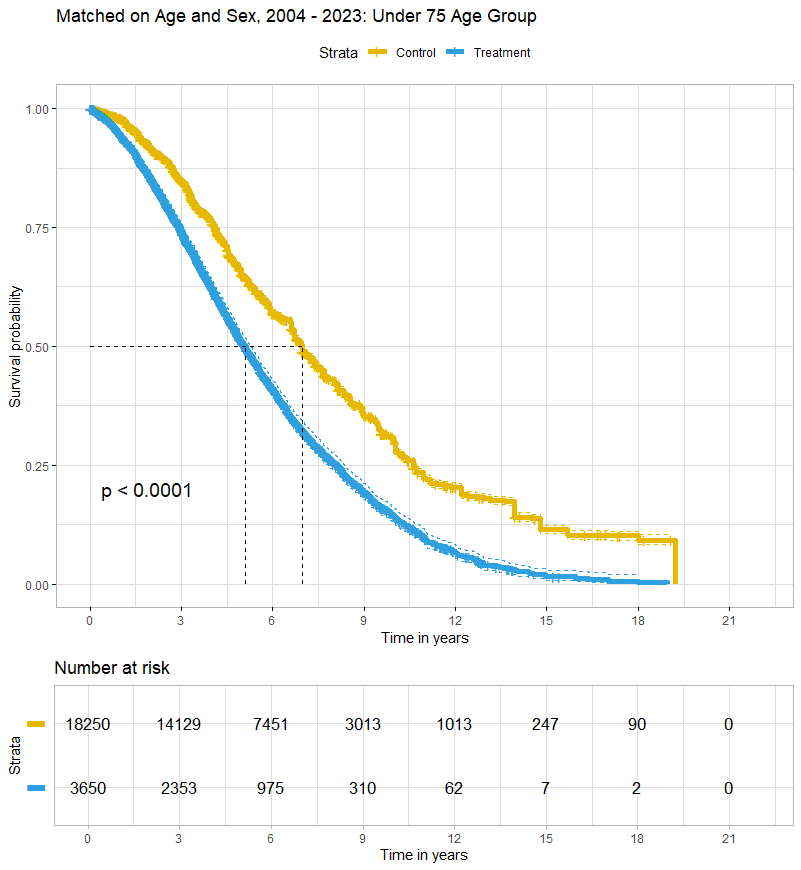 Matched on Age and Sex, 2004 - 2023: Under 75 Age Group
Strata Control Treatment
1.00
0.75
0.50
0.25
0.00
Survival probability
p < 0.0001
0 3 6 9 12 15 18 21
Time in years
Number at risk
Strata
18250 14129 7451 3013 1013 247 90 0
3650 2353 975 310 62 7 2 0
0 3 6 9 12 15 18 21
Time in years